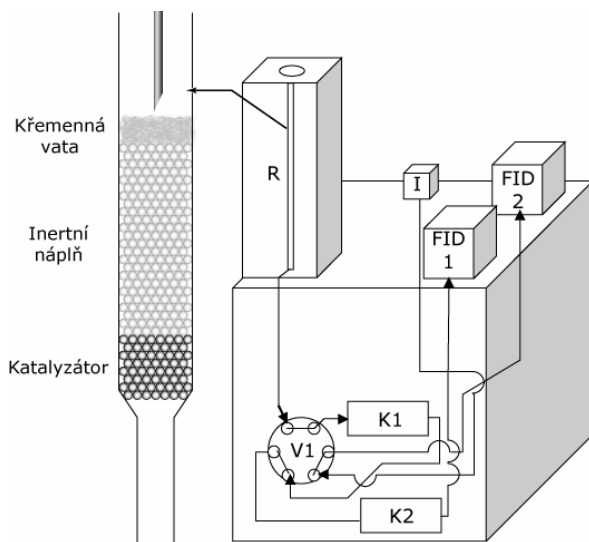 Křemenná
vata
Inertní
náplň
Katalyzátor
R
I
FID
1
FID
2
V1
K1
K2